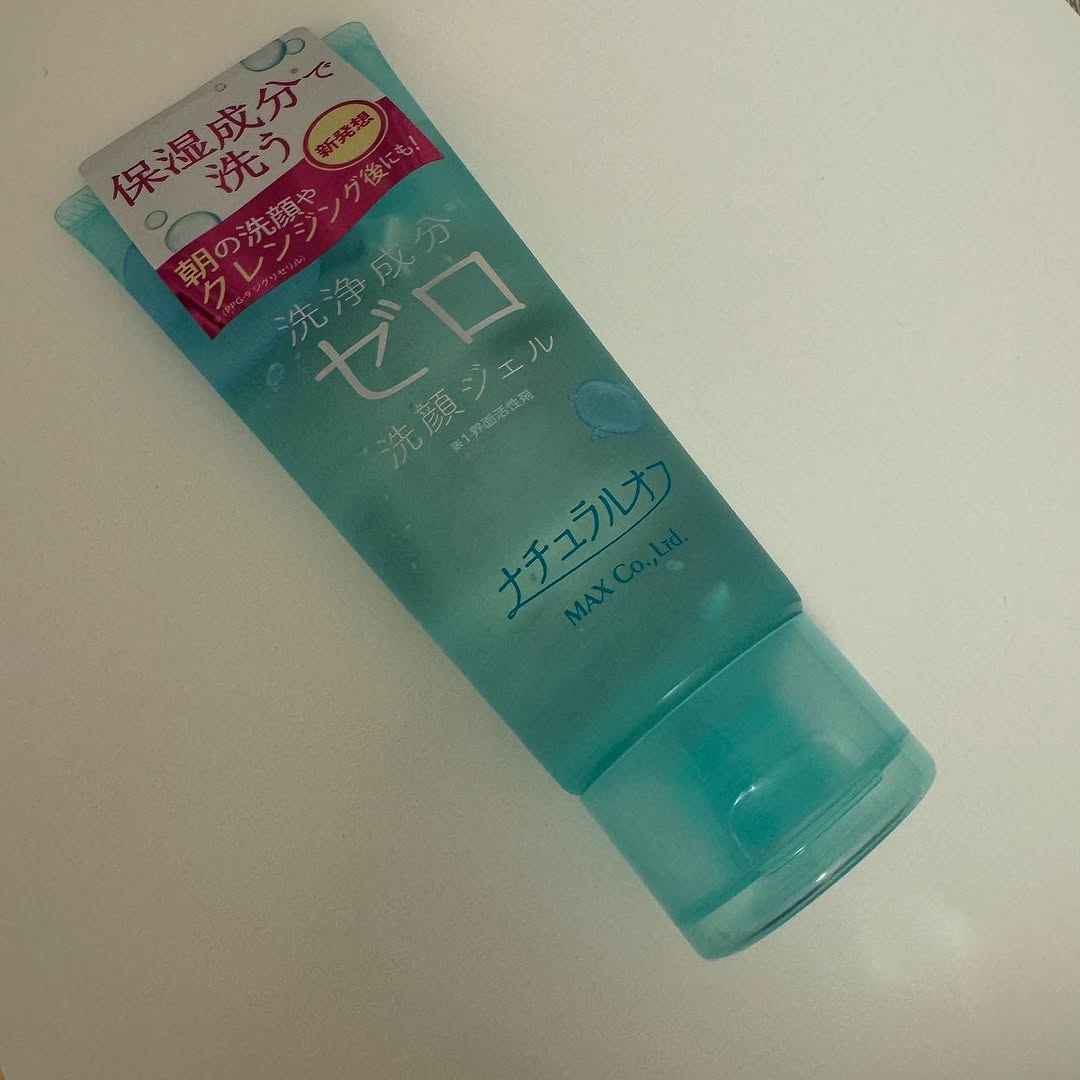 保湿成分※で
洗う
新発想
朝の洗顔や
クレンジング後にも!
(PPG-9 ジグリセリル)
洗浄成分
ゼロ
洗顔ジェル
※1 界面活性剤
ナチュラルオフ
MAX Co., Ltd.